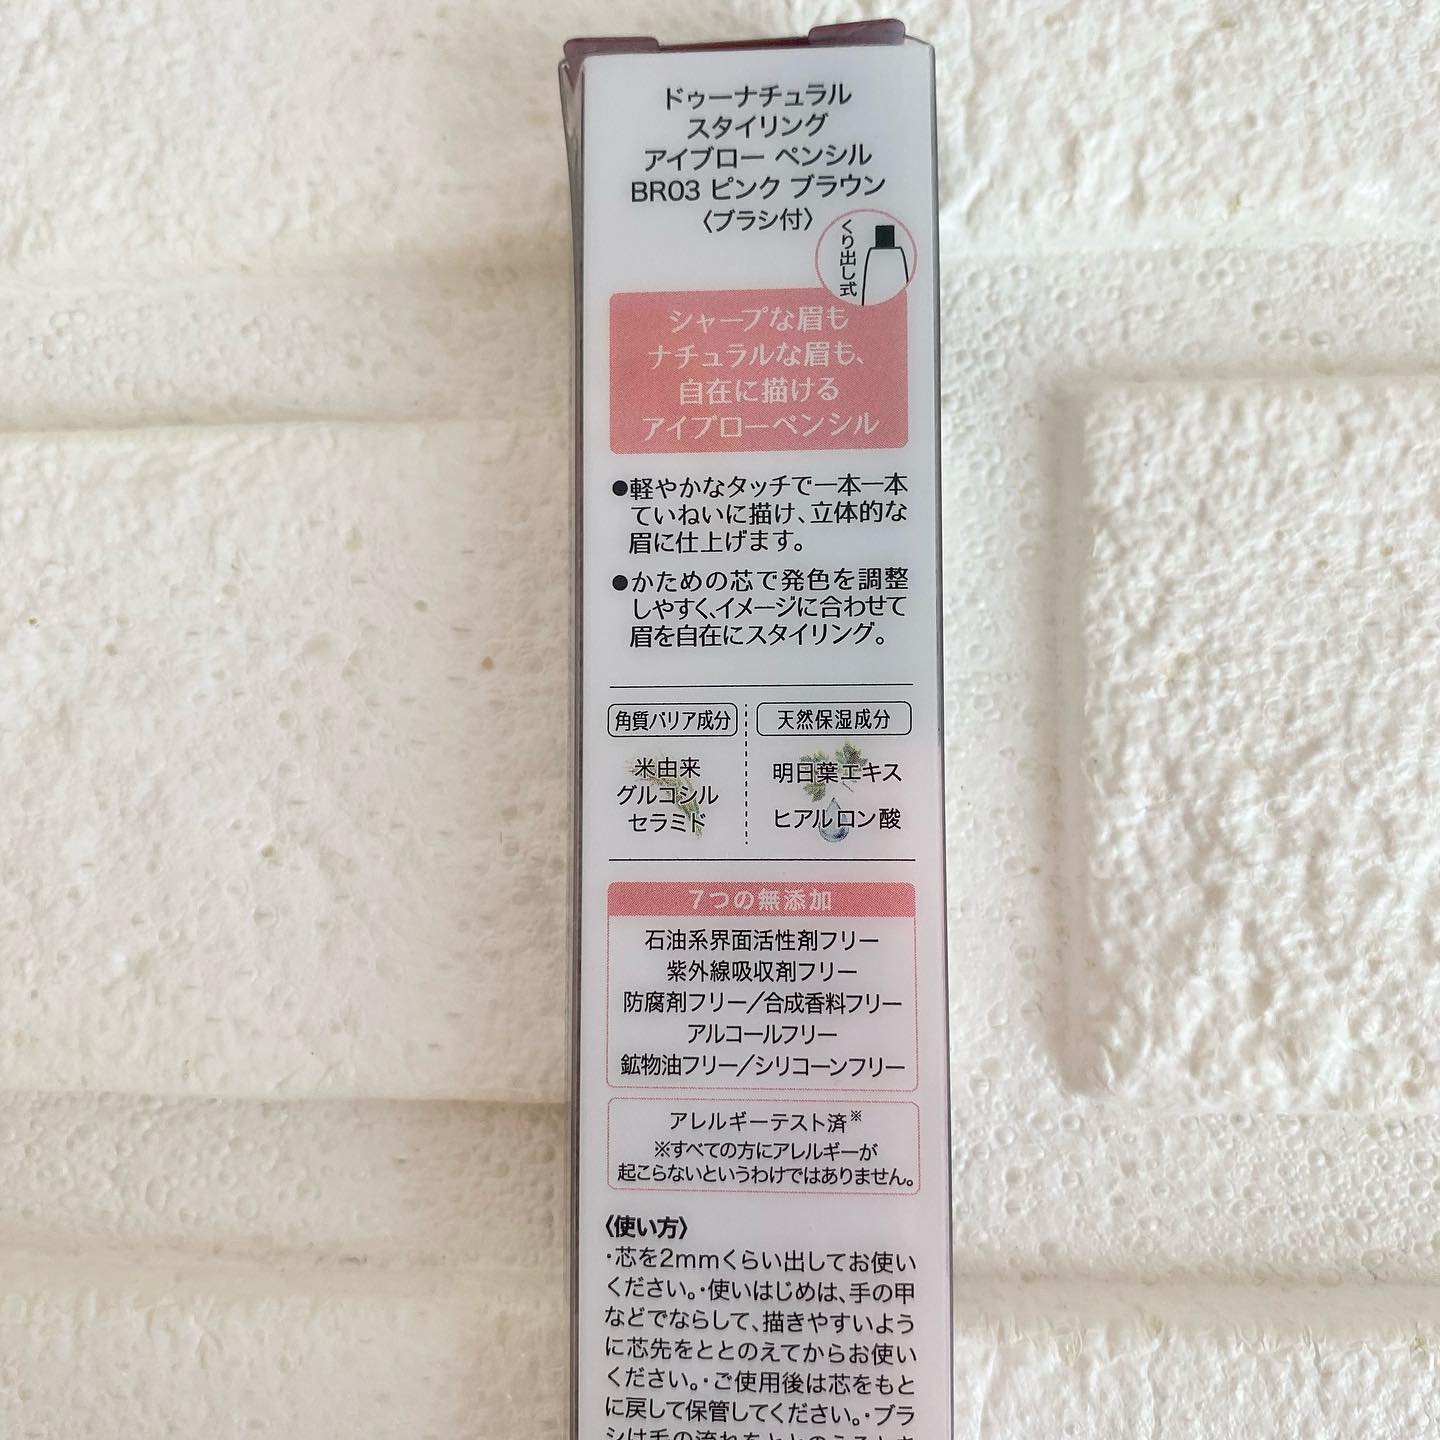 ドゥーナチュラル
スタイリング
アイブロー ペンシル
BR03 ピンク ブラウン
〈ブラシ付〉
くり出し式
シャープな眉も
ナチュラルな眉も、
自在に描ける
アイブローペンシル
●軽やかなタッチで一本一本
ていねいに描け、立体的な
眉に仕上げます。
●かための芯で発色を調整
しやすく、イメージに合わせて
眉を自在にスタイリング。
角質バリア成分
米由来
グルコシル
セラミド
天然保湿成分
明日葉エキス
ヒアルロン酸
7つの無添加
石油系界面活性剤フリー
紫外線吸収剤フリー
防腐剤フリー/合成香料フリー
アルコールフリー
鉱物油フリー/シリコーンフリー
アレルギーテスト済※
※すべての方にアレルギーが
起こらないというわけではありません。
〈使い方〉
・芯を2mmくらい出してお使い
ください。・使いはじめは、手の甲
などでならして、描きやすいよう
に芯先をととのえてからお使い
ください。・ご使用後は芯をもと
に戻して保管してください。・ブラ